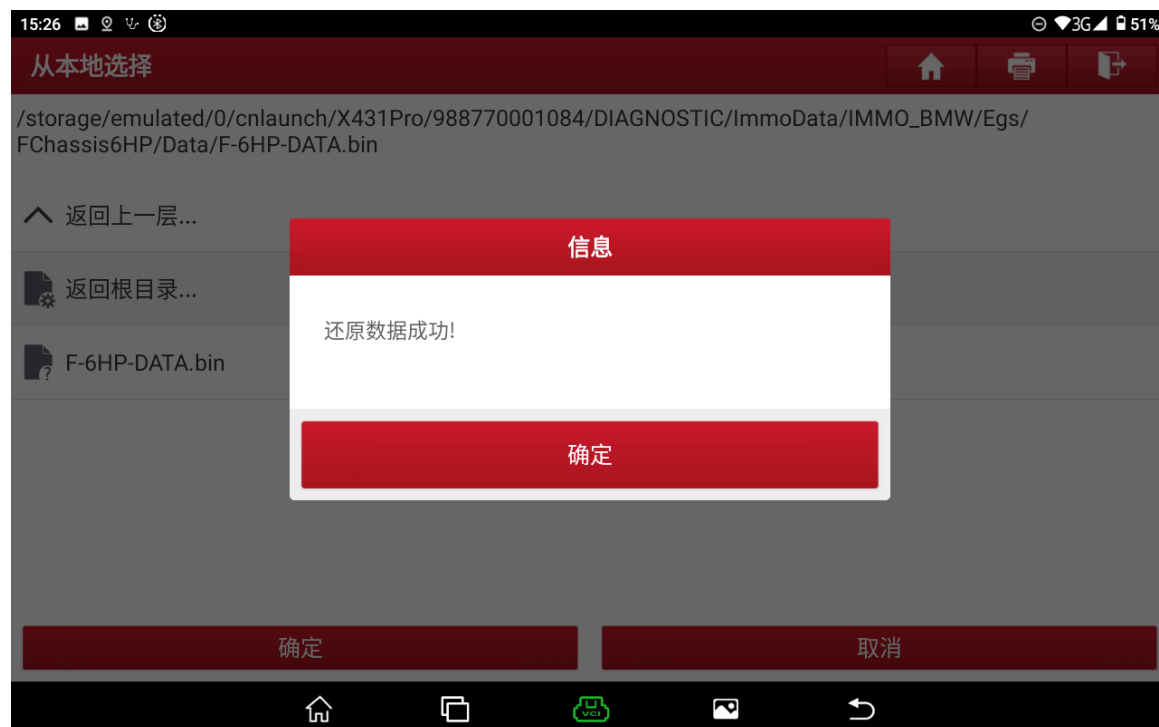 15:26
3G 51%
从本地选择
/storage/emulated/0/cnlaunch/X431Pro/988770001084/DIAGNOSTIC/ImmoData/IMMO_BMW/Egs/
FChassis6HP/Data/F-6HP-DATA.bin
返回上一层...
信息
返回根目录...
还原数据成功!
F-6HP-DATA.bin
确定
确定
取消
VCI